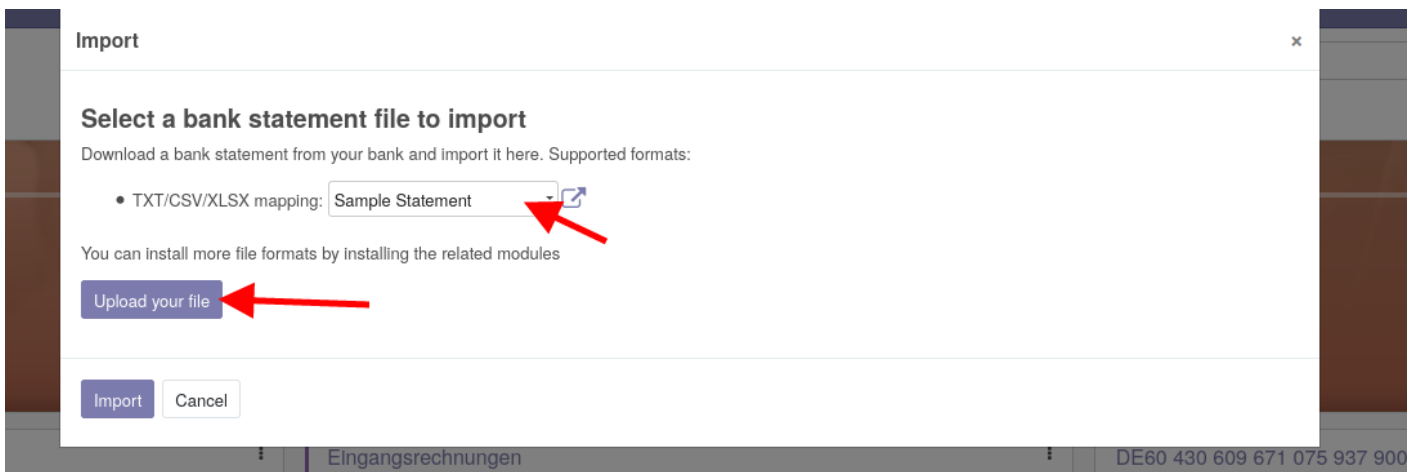 Import
×
Select a bank statement file to import
Download a bank statement from your bank and import it here. Supported formats:
• TXT/CSV/XLSX mapping: Sample Statement
You can install more file formats by installing the related modules
Upload your file
Import Cancel
Eingangsrechnungen DE60 430 609 671 075 937 900